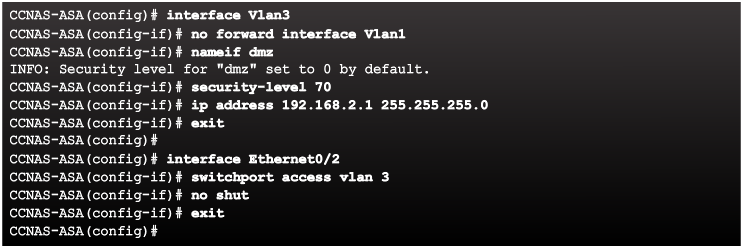 CCNAS-ASA(config)# interface Vlan3
CCNAS-ASA(config-if)# no forward interface Vlan1
CCNAS-ASA(config-if)# nameif dmz
INFO: Security level for "dmz" set to 0 by default.
CCNAS-ASA(config-if)# security-level 70
CCNAS-ASA(config-if)# ip address 192.168.2.1 255.255.255.0
CCNAS-ASA(config-if)# exit
CCNAS-ASA(config)#
CCNAS-ASA(config)# interface Ethernet0/2
CCNAS-ASA(config-if)# switchport access vlan 3
CCNAS-ASA(config-if)# no shut
CCNAS-ASA(config-if)# exit
CCNAS-ASA(config)#